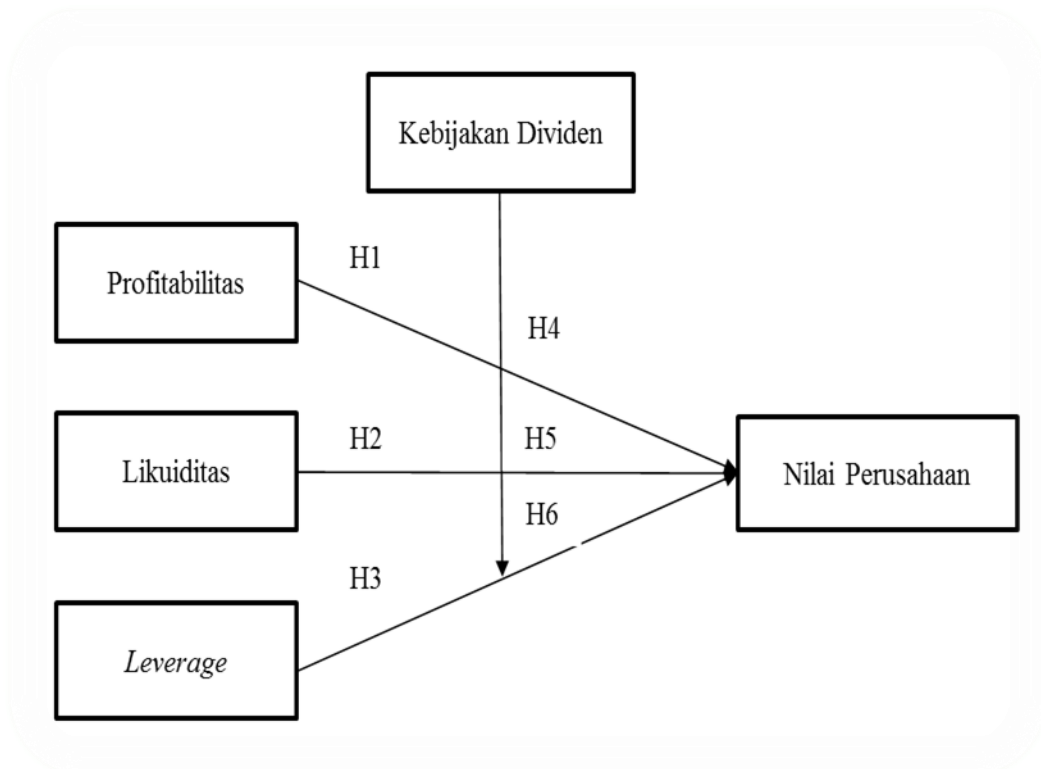 Kebijakan Dividen
H1
Profitabilitas
H4
H2
H5
Likuiditas
Nilai Perusahaan
H6
H3
Leverage